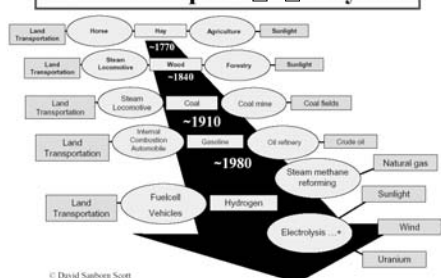 Land Transportation Horse Hay Agriculture Sunlight
~1770
Land Transportation Steam Locomotive Wood Forestry Sunlight
~1840
Land Transportation Steam Locomotive Coal Coal mine Coal fields
~1910
Land Transportation Internal Combustion Automobile Gasoline Oil refinery Crude oil
~1980
Natural gas
Steam methane reforming
Sunlight
Land Transportation Fuelcell Vehicles Hydrogen
Wind
Electrolysis ...+
Uranium
© David Sanborn Scott